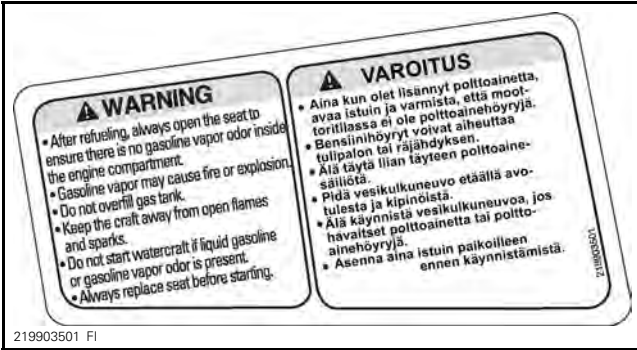 WARNING
• After refueling, always open the seat to
ensure there is no gasoline vapor odor inside
the engine compartment.
• Gasoline vapor may cause fire or explosion.
• Do not overfill gas tank.
• Keep the craft away from open flames
and sparks.
• Do not start watercraft if liquid gasoline
or gasoline vapor odor is present.
• Always replace seat before starting.
VAROITUS
• Aina kun olet lisännyt polttoainetta,
avaa istuin ja varmista, että moot-
toritilassa ei ole polttoainehöyryjä.
• Bensiinihöyryt voivat aiheuttaa
tulipalon tai räjähdyksen.
• Älä täytä liian täyteen polttoaine-
säiliötä.
• Pidä vesikulkuneuvo etäällä avo-
tulesta ja kipinöistä.
• Älä käynnistä vesikulkuneuvoa, jos
havaitset polttoainetta tai poltto-
ainehöyryjä.
• Asenna aina istuin paikoilleen
ennen käynnistämistä.
219903501
219903501 FI